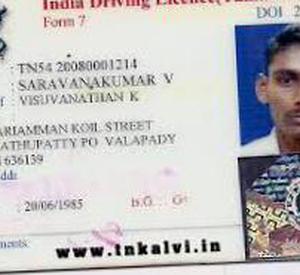 India Driving Licence
Form 7
DOI 2
: TN54 20080001214
: SARAVANAKUMAR V
: VISUVANATHAN K
ARIAMMAN KOIL STREET
ATHUPATTY PO VALAPADY
636139
: 20/06/1985
B.G. : O+
www.tnkalvi.in